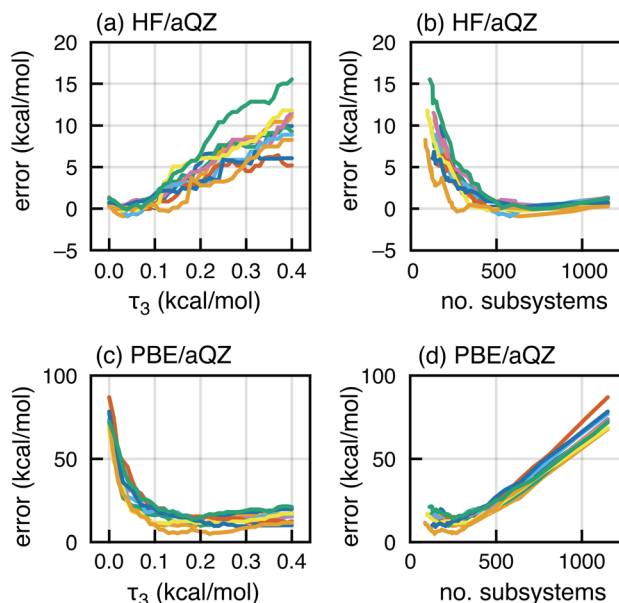 (a) HF/aQZ
(b) HF/aQZ
error (kcal/mol)
20
15
10
5
0
−5
0.0 0.1 0.2 0.3 0.4
τ₃ (kcal/mol)
error (kcal/mol)
20
15
10
5
0
−5
0 500 1000
no. subsystems
(c) PBE/aQZ
(d) PBE/aQZ
error (kcal/mol)
100
50
0
0.0 0.1 0.2 0.3 0.4
τ₃ (kcal/mol)
error (kcal/mol)
100
50
0
0 500 1000
no. subsystems